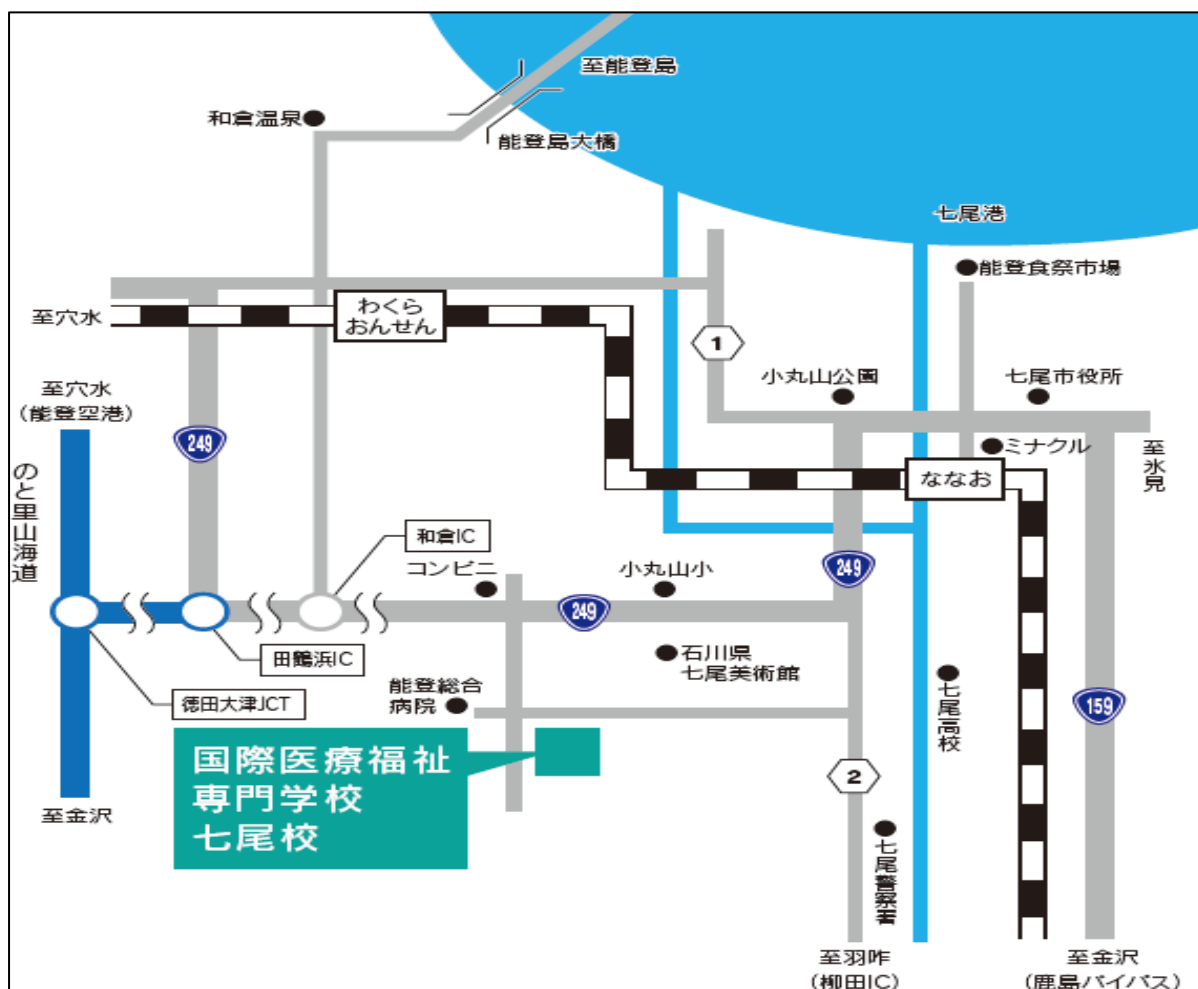 至能登島
和倉温泉
能登島大橋
七尾港
能登食祭市場
至穴水
わくら
おんせん
1
小丸山公園
七尾市役所
至穴水
(能登空港)
249
ミナクル
至氷見
ななお
のと里山海道
和倉IC
コンビニ
小丸山小
249
249
田鶴浜IC
石川県
七尾美術館
能登総合
病院
七尾高校
徳田大津JCT
159
国際医療福祉
専門学校
七尾校
2
至金沢
七尾警察署
至羽咋
(柳田IC)
至金沢
(鹿島バイパス)